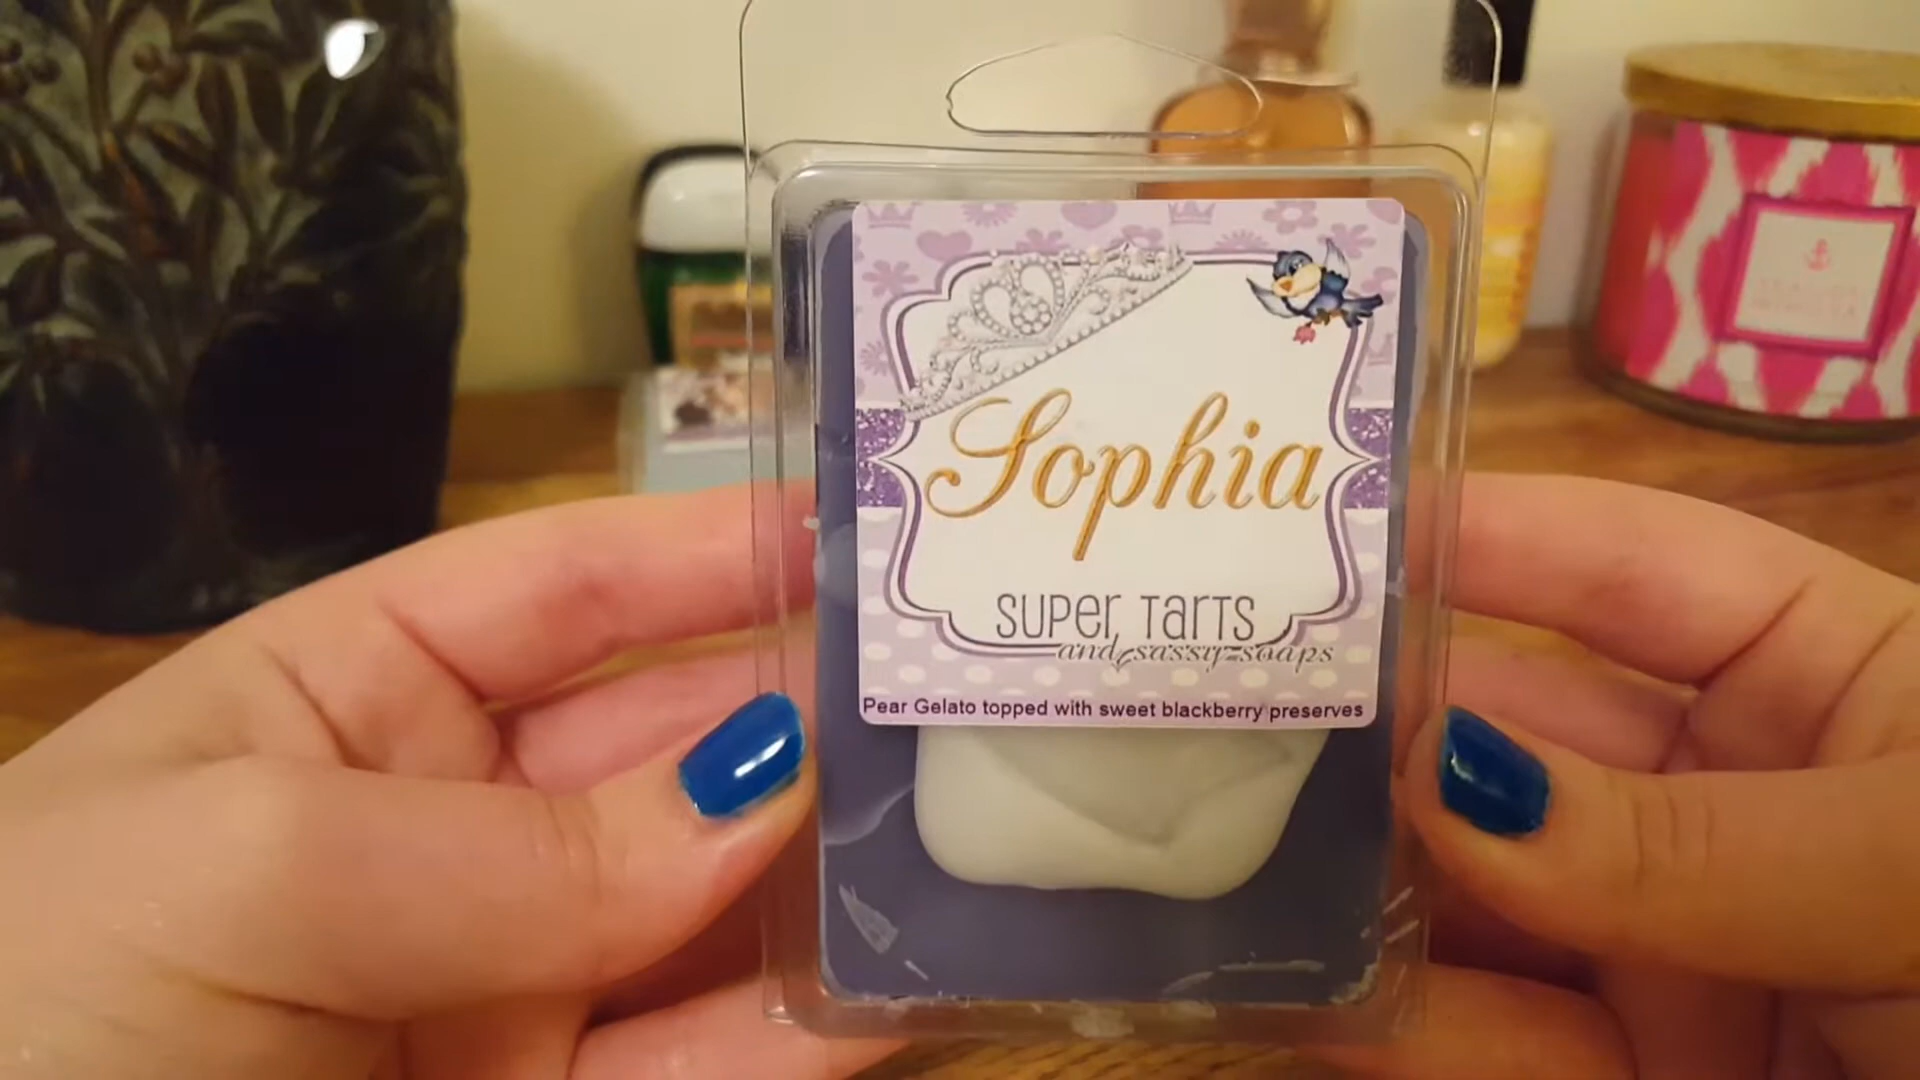 Sophia
SUPER TARTS
and sassy soaps
Pear Gelato topped with sweet blackberry preserves